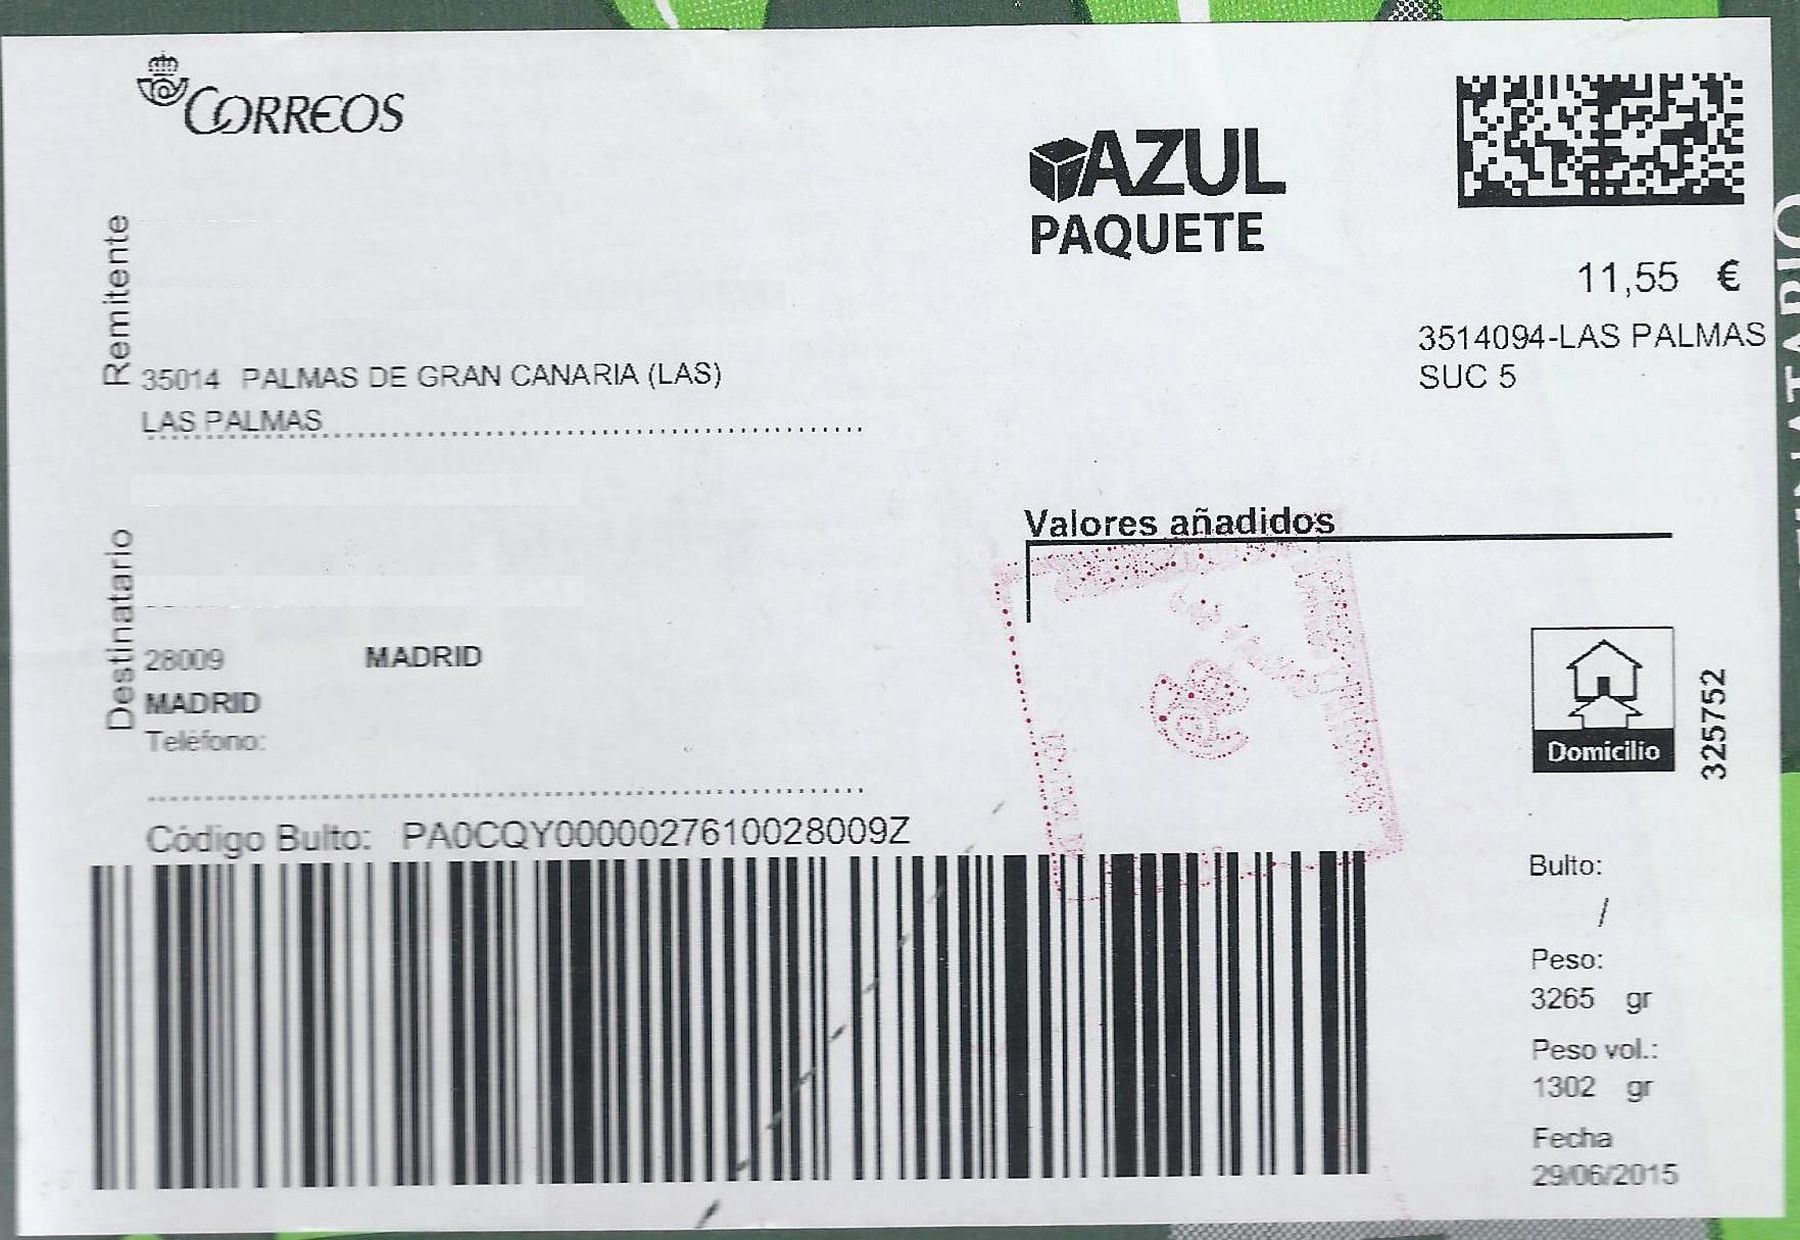 CORREOS
AZUL
PAQUETE
11,55 €
3514094-LAS PALMAS
SUC 5
Remitente
35014 PALMAS DE GRAN CANARIA (LAS)
LAS PALMAS
Valores añadidos
Destinatario
28009 MADRID
MADRID
Teléfono:
Domicilio
325752
Código Bulto: PA0CQY0000027610028009Z
Bulto:
/
Peso:
3265 gr
Peso vol.:
1302 gr
Fecha
29/06/2015